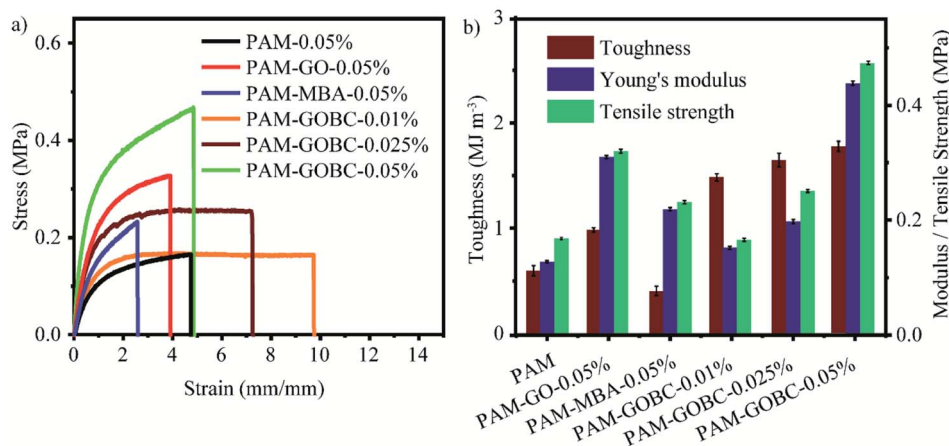 a)
Stress (MPa)
0.6
0.4
0.2
0.0
PAM-0.05%
PAM-GO-0.05%
PAM-MBA-0.05%
PAM-GOBC-0.01%
PAM-GOBC-0.025%
PAM-GOBC-0.05%
0 2 4 6 8 10 12 14
Strain (mm/mm)
b)
Toughness (MJ m⁻³)
3
2
1
0
Toughness
Young's modulus
Tensile strength
Modulus / Tensile Strength (MPa)
0.4
0.2
0.0
PAM
PAM-GO-0.05%
PAM-MBA-0.05%
PAM-GOBC-0.01%
PAM-GOBC-0.025%
PAM-GOBC-0.05%